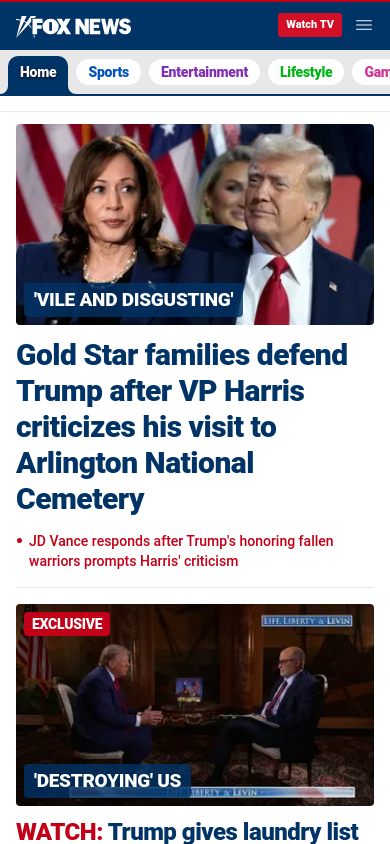 FOX NEWS
Watch TV
Home
Sports
Entertainment
Lifestyle
Gam
'VILE AND DISGUSTING'
Gold Star families defend
Trump after VP Harris
criticizes his visit to
Arlington National
Cemetery
• JD Vance responds after Trump's honoring fallen
warriors prompts Harris' criticism
EXCLUSIVE
LIFE, LIBERTY & LEVIN
'DESTROYING' US
LIBERTY & LEVIN
WATCH: Trump gives laundry list